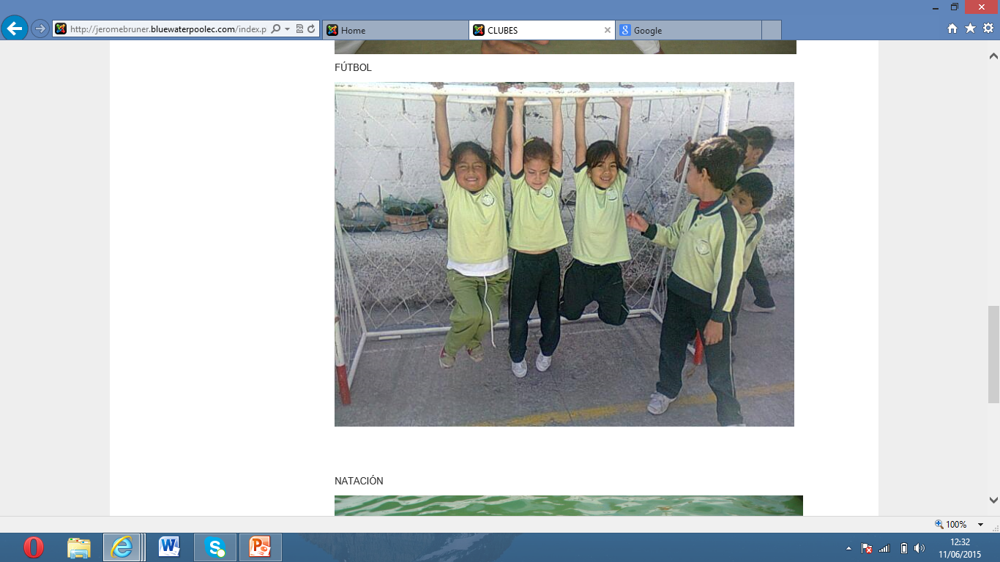 http://jeromebruner.bluewaterpoolec.com/index.p
Home
CLUBES
Google
FÚTBOL
NATACIÓN
100%
12:32
11/06/2015